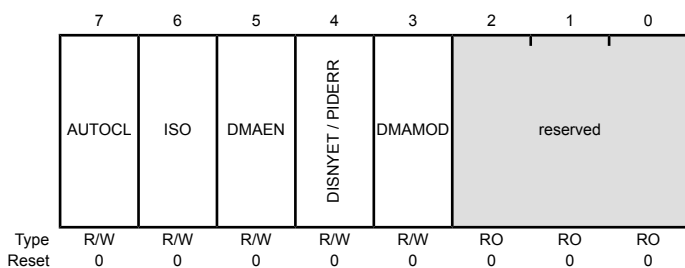 7 6 5 4 3 2 1 0
AUTOCL ISO DMAEN DISNYET / PIDERR DMAMOD reserved
Type R/W R/W R/W R/W R/W RO RO RO
Reset 0 0 0 0 0 0 0 0